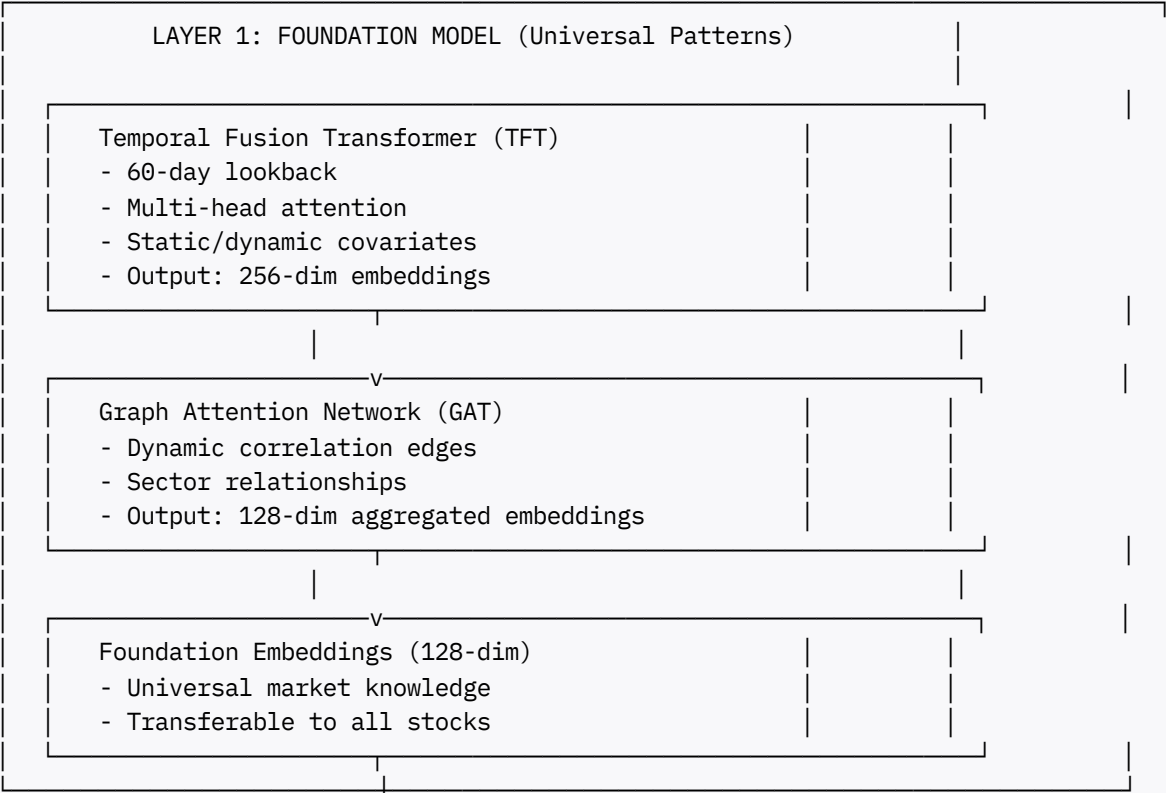 LAYER 1: FOUNDATION MODEL (Universal Patterns)
Temporal Fusion Transformer (TFT)
- 60-day lookback
- Multi-head attention
- Static/dynamic covariates
- Output: 256-dim embeddings
v
Graph Attention Network (GAT)
- Dynamic correlation edges
- Sector relationships
- Output: 128-dim aggregated embeddings
v
Foundation Embeddings (128-dim)
- Universal market knowledge
- Transferable to all stocks